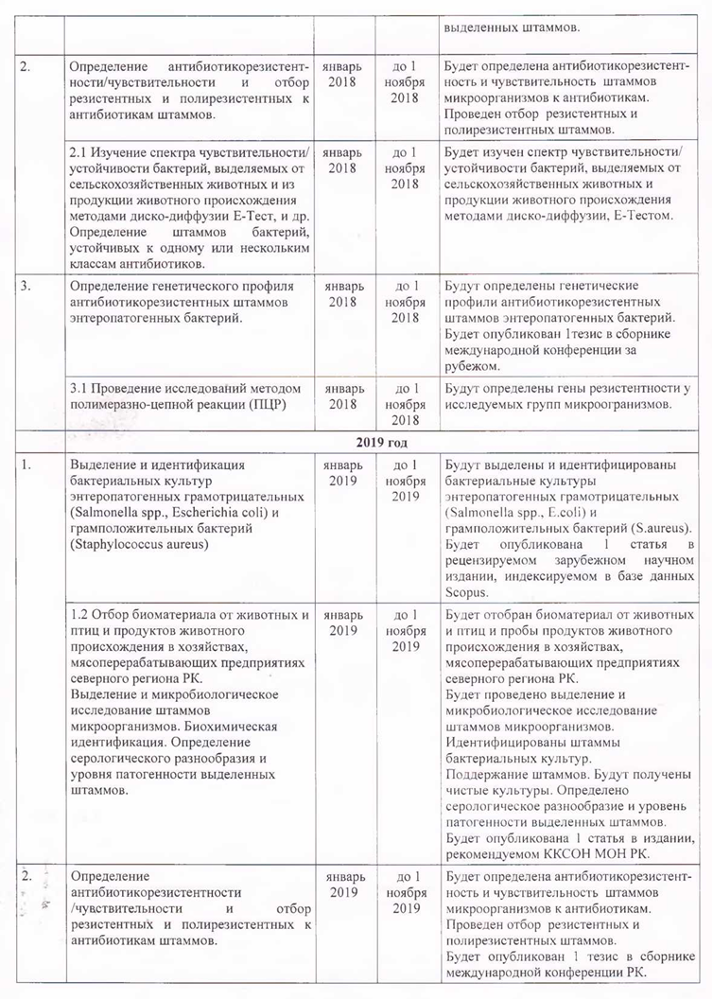 выделенных штаммов.
2.
Определение антибиотикорезистент-
ности/чувствительности и отбор
резистентных и полирезистентных к
антибиотикам штаммов.
январь
2018
до 1
ноября
2018
Будет определена антибиотикорезистент-
ность и чувствительность штаммов
микроорганизмов к антибиотикам.
Проведен отбор резистентных и
полирезистентных штаммов.
2.1 Изучение спектра чувствительности/
устойчивости бактерий, выделяемых от
сельскохозяйственных животных и из
продукции животного происхождения
методами диско-диффузии Е-Тест, и др.
Определение штаммов бактерий,
устойчивых к одному или нескольким
классам антибиотиков.
январь
2018
до 1
ноября
2018
Будет изучен спектр чувствительности/
устойчивости бактерий, выделяемых от
сельскохозяйственных животных и
продукции животного происхождения
методами диско-диффузии, Е-Тестом.
3.
Определение генетического профиля
антибиотикорезистентных штаммов
энтеропатогенных бактерий.
январь
2018
до 1
ноября
2018
Будут определены генетические
профили антибиотикорезистентных
штаммов энтеропатогенных бактерий.
Будет опубликован 1тезис в сборнике
международной конференции за
рубежом.
3.1 Проведение исследований методом
полимеразно-цепной реакции (ПЦР)
январь
2018
до 1
ноября
2018
Будут определены гены резистентности у
исследуемых групп микроогранизмов.
2019 год
1.
Выделение и идентификация
бактериальных культур
энтеропатогенных грамотрицательных
(Salmonella spp., Escherichia coli) и
грамположительных бактерий
(Staphylococcus aureus)
январь
2019
до 1
ноября
2019
Будут выделены и идентифицированы
бактериальные культуры
энтеропатогенных грамотрицательных
(Salmonella spp., E.coli) и
грамположительных бактерий (S.aureus).
Будет опубликована 1 статья в
рецензируемом зарубежном научном
издании, индексируемом в базе данных
Scopus.
1.2 Отбор биоматериала от животных и
птиц и продуктов животного
происхождения в хозяйствах,
мясоперерабатывающих предприятиях
северного региона РК.
Выделение и микробиологическое
исследование штаммов
микроорганизмов. Биохимическая
идентификация. Определение
серологического разнообразия и
уровня патогенности выделенных
штаммов.
январь
2019
до 1
ноября
2019
Будет отобран биоматериал от животных
и птиц и пробы продуктов животного
происхождения в хозяйствах,
мясоперерабатывающих предприятиях
северного региона РК.
Будет проведено выделение и
микробиологическое исследование
штаммов микроорганизмов.
Идентифицированы штаммы
бактериальных культур.
Поддержание штаммов. Будут получены
чистые культуры. Определено
серологическое разнообразие и уровень
патогенности выделенных штаммов.
Будет опубликована 1 статья в издании,
рекомендуемом ККСОН МОН РК.
2.
Определение
антибиотикорезистентности
/чувствительности и отбор
резистентных и полирезистентных к
антибиотикам штаммов.
январь
2019
до 1
ноября
2019
Будет определена антибиотикорезистент-
ность и чувствительность штаммов
микроорганизмов к антибиотикам.
Проведен отбор резистентных и
полирезистентных штаммов.
Будет опубликован 1 тезис в сборнике
международной конференции РК.